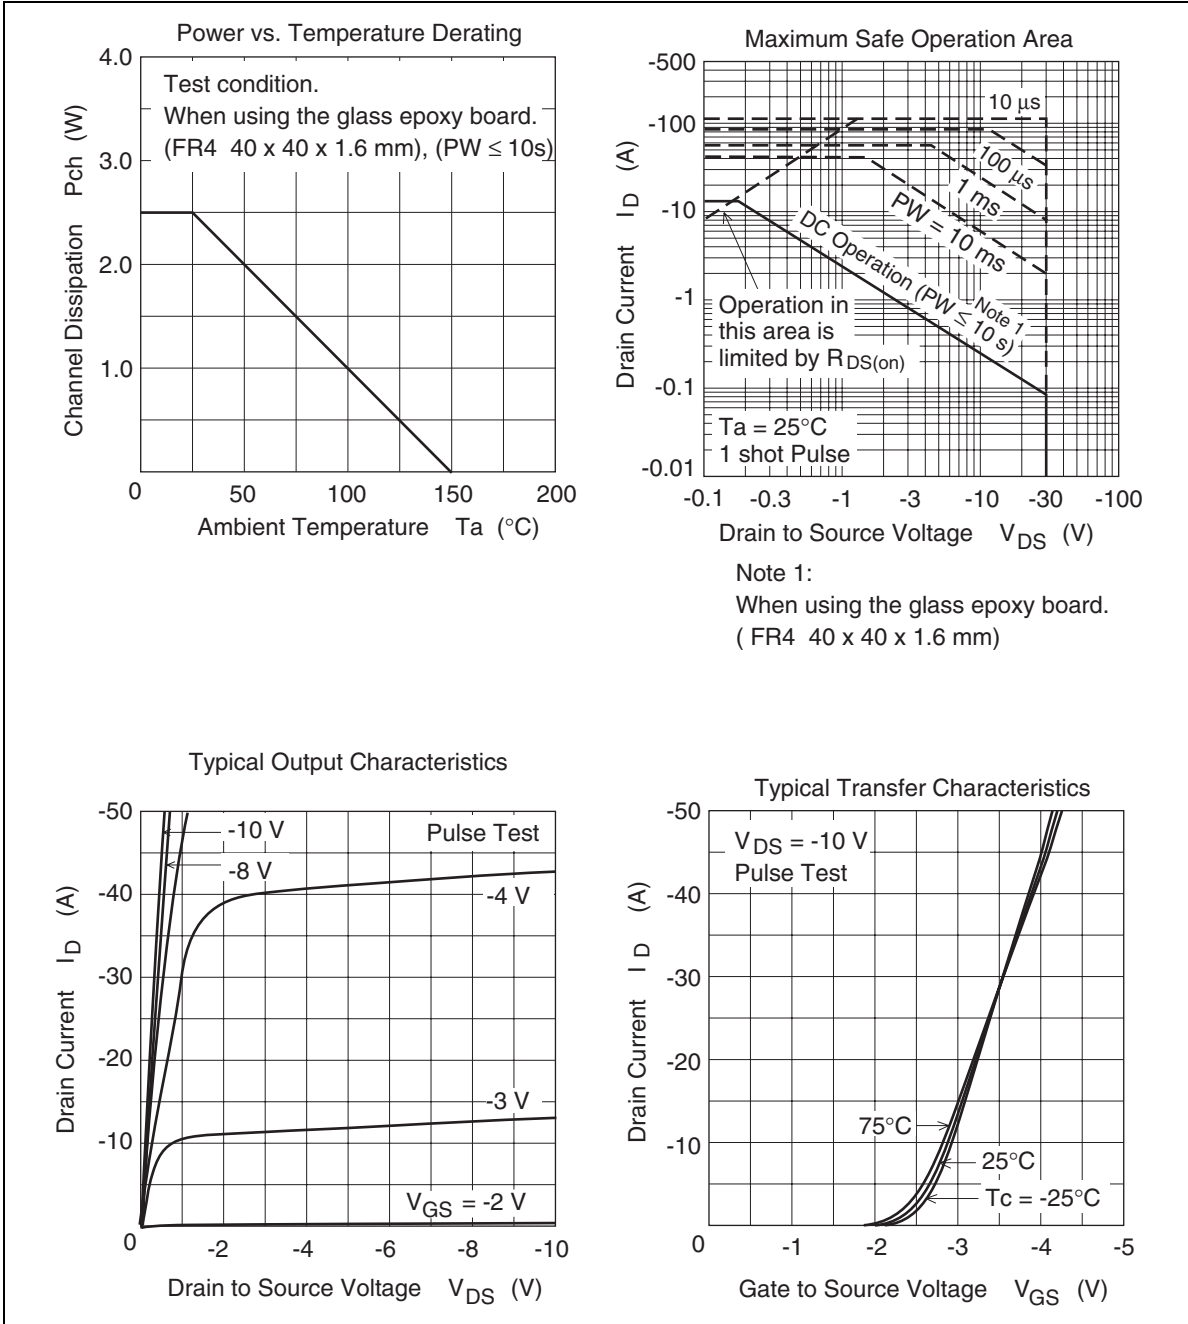 Power vs. Temperature Derating
4.0
3.0
2.0
1.0
Channel Dissipation Pch (W)
Test condition.
When using the glass epoxy board.
(FR4 40 x 40 x 1.6 mm), (PW ≤ 10s)
0
50
100
150
200
Ambient Temperature Ta (°C)
Maximum Safe Operation Area
-500
-100
-10
-1
-0.1
-0.01
Drain Current ID (A)
10 µs
100 µs
1 ms
PW = 10 ms
DC Operation (PW ≤ 10 s)
Note 1
Operation in
this area is
limited by RDS(on)
Ta = 25°C
1 shot Pulse
-0.1
-0.3
-1
-3
-10
-30
-100
Drain to Source Voltage VDS (V)
Note 1:
When using the glass epoxy board.
( FR4 40 x 40 x 1.6 mm)
Typical Output Characteristics
-50
-40
-30
-20
-10
Drain Current ID (A)
-10 V
-8 V
Pulse Test
-4 V
-3 V
VGS = -2 V
0
-2
-4
-6
-8
-10
Drain to Source Voltage VDS (V)
Typical Transfer Characteristics
-50
-40
-30
-20
-10
Drain Current ID (A)
VDS = -10 V
Pulse Test
75°C
25°C
Tc = -25°C
0
-1
-2
-3
-4
-5
Gate to Source Voltage VGS (V)